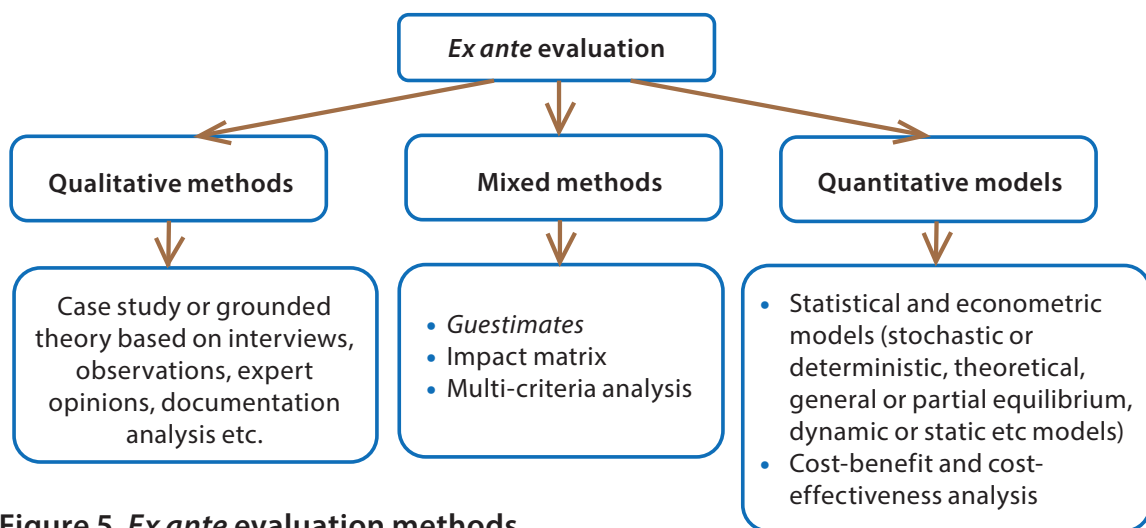 Ex ante evaluation
Qualitative methods
Mixed methods
Quantitative models
Case study or grounded
theory based on interviews,
observations, expert
opinions, documentation
analysis etc.
• Guestimates
• Impact matrix
• Multi-criteria analysis
• Statistical and econometric
models (stochastic or
deterministic, theoretical,
general or partial equilibrium,
dynamic or static etc models)
• Cost-benefit and cost-
effectiveness analysis
Figure 5. Ex ante evaluation methods